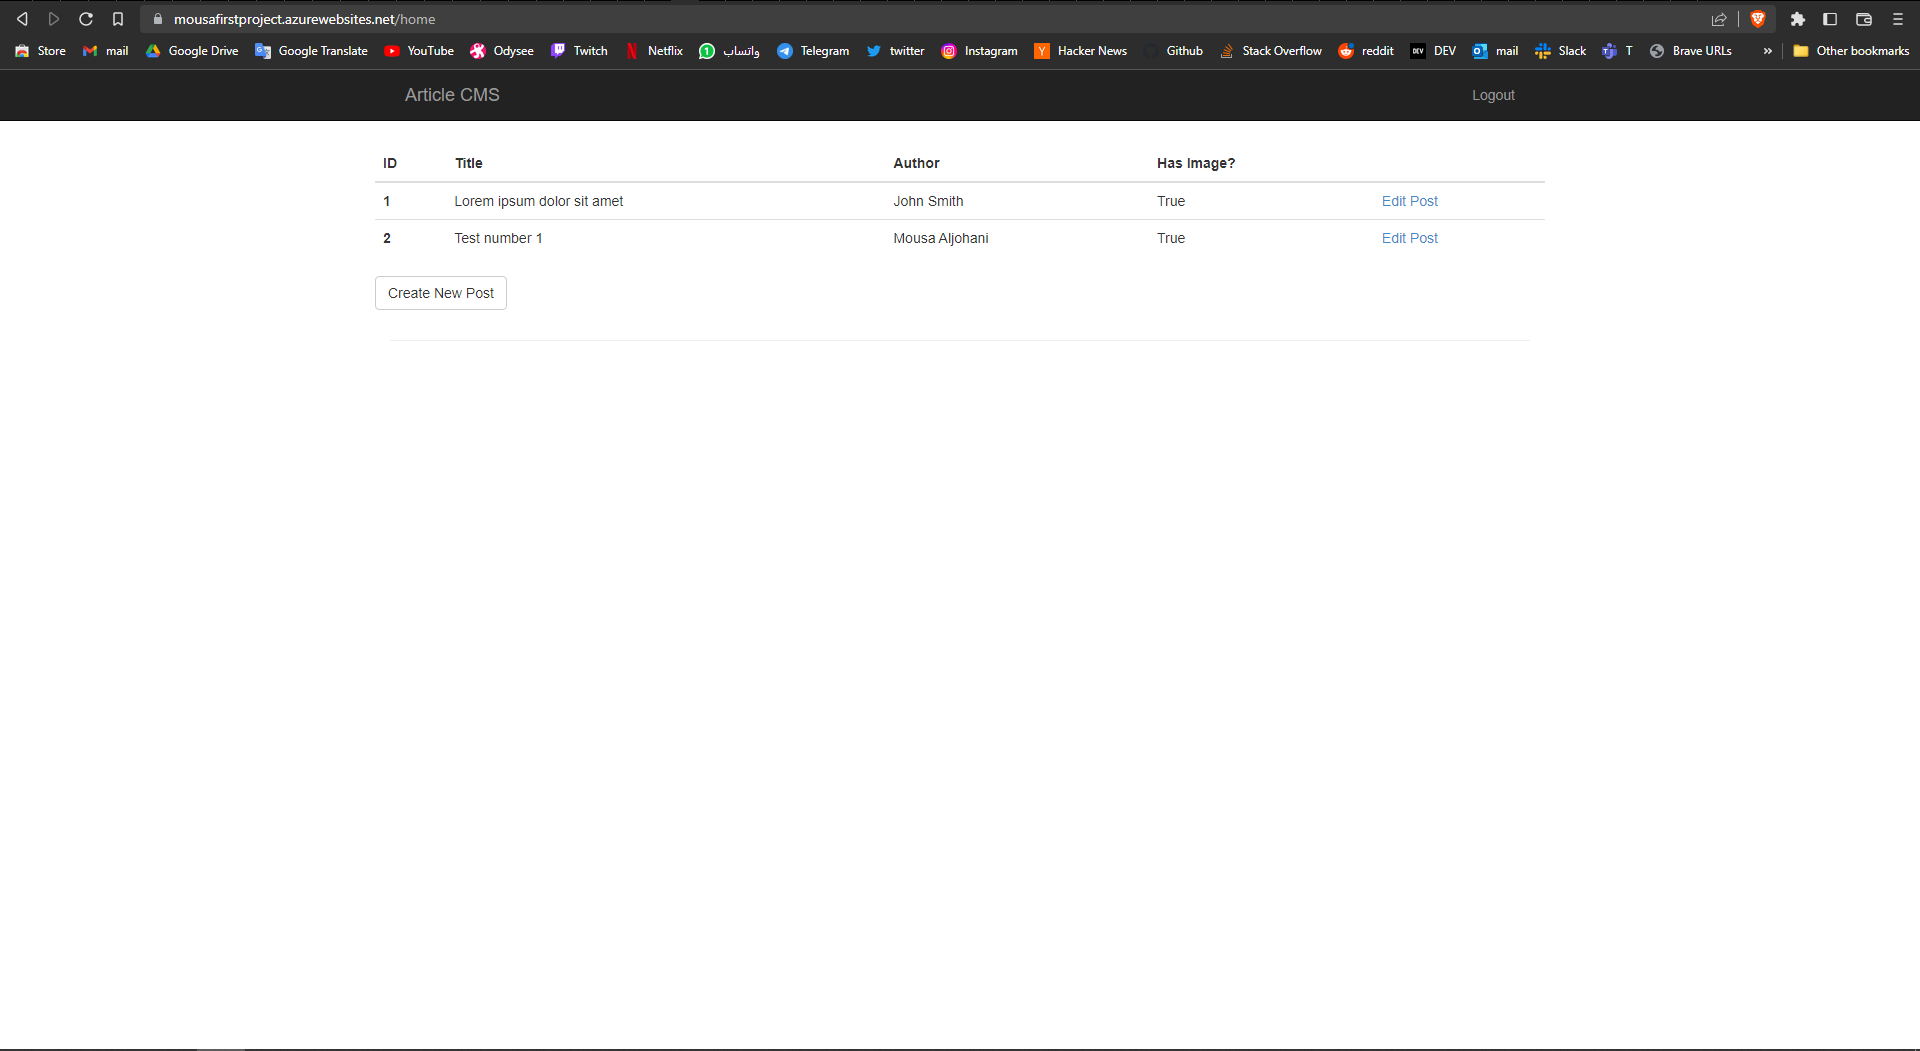 mousafirstproject.azurewebsites.net/home
Store mail Google Drive Google Translate YouTube Odysee Twitch Netflix واتساب Telegram twitter Instagram Hacker News Github Stack Overflow reddit DEV DEV mail Slack T Brave URLs » Other bookmarks
Article CMS Logout
ID Title Author Has Image?
1 Lorem ipsum dolor sit amet John Smith True Edit Post
2 Test number 1 Mousa Aljohani True Edit Post
Create New Post